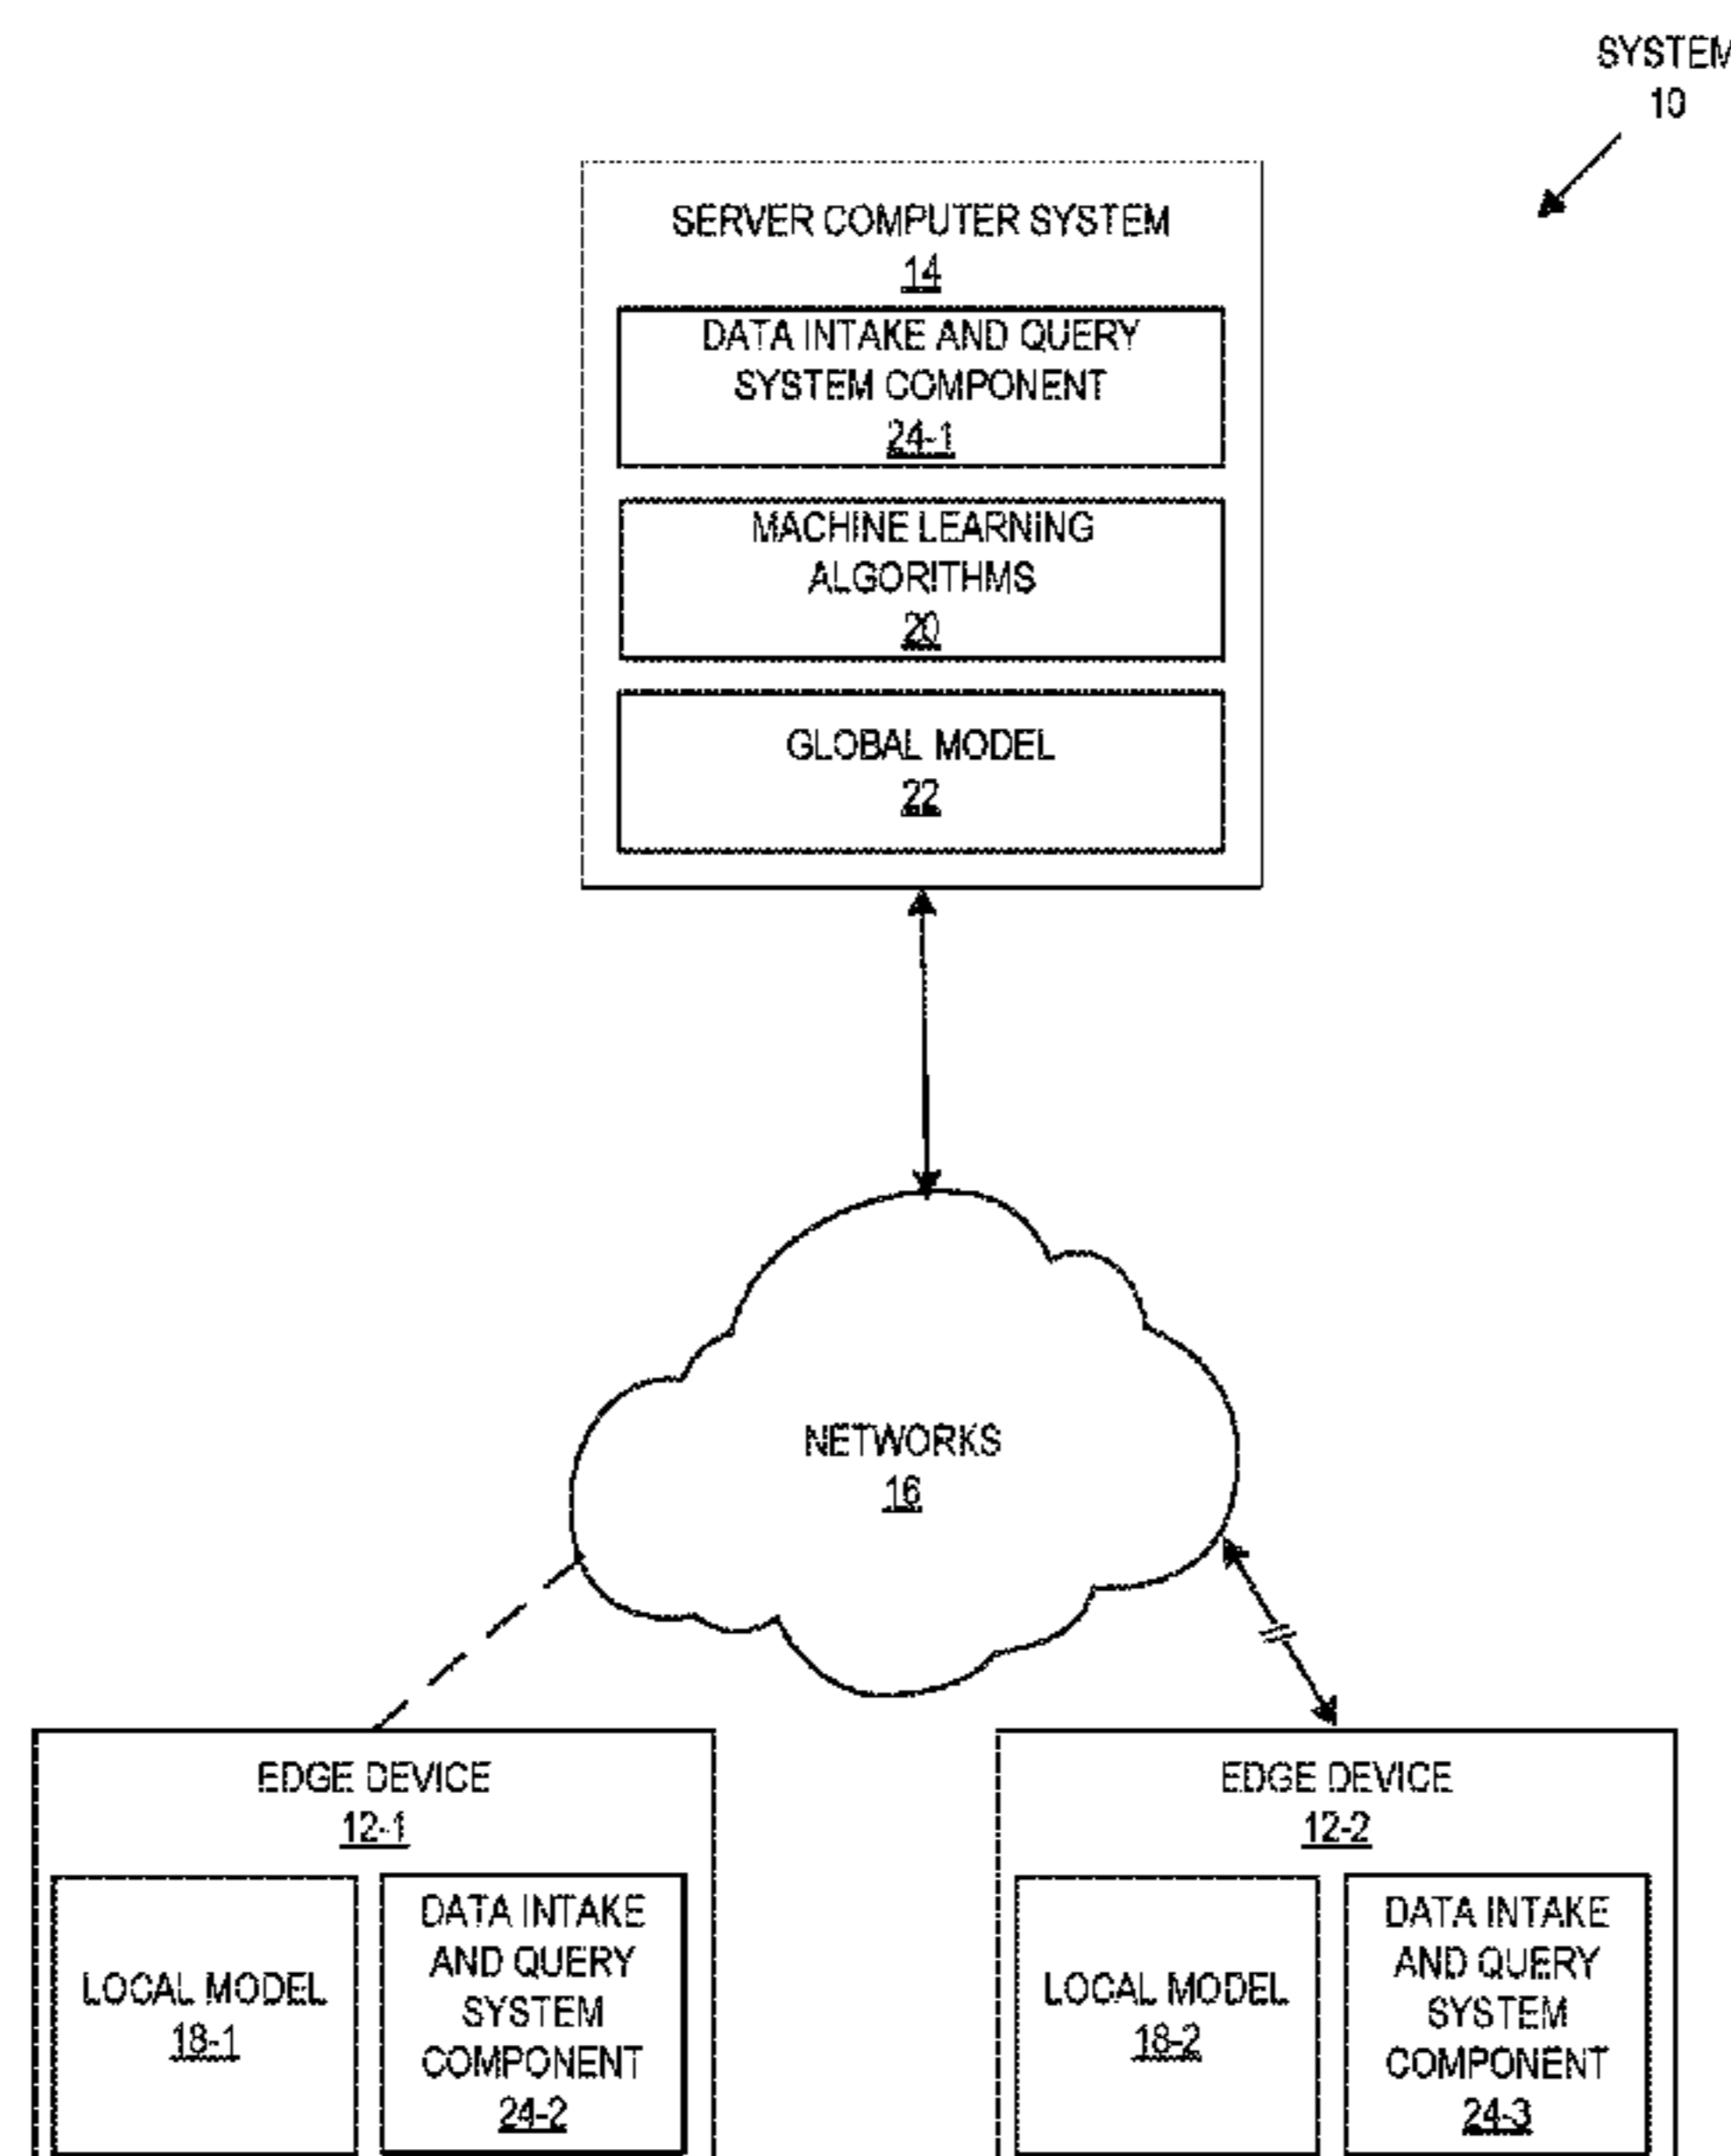 SYSTEM
10
SERVER COMPUTER SYSTEM
14
DATA INTAKE AND QUERY
SYSTEM COMPONENT
24-1
MACHINE LEARNING
ALGORITHMS
20
GLOBAL MODEL
22
NETWORKS
16
EDGE DEVICE
12-1
LOCAL MODEL
18-1
DATA INTAKE
AND QUERY
SYSTEM
COMPONENT
24-2
EDGE DEVICE
12-2
LOCAL MODEL
18-2
DATA INTAKE
AND QUERY
SYSTEM
COMPONENT
24-3